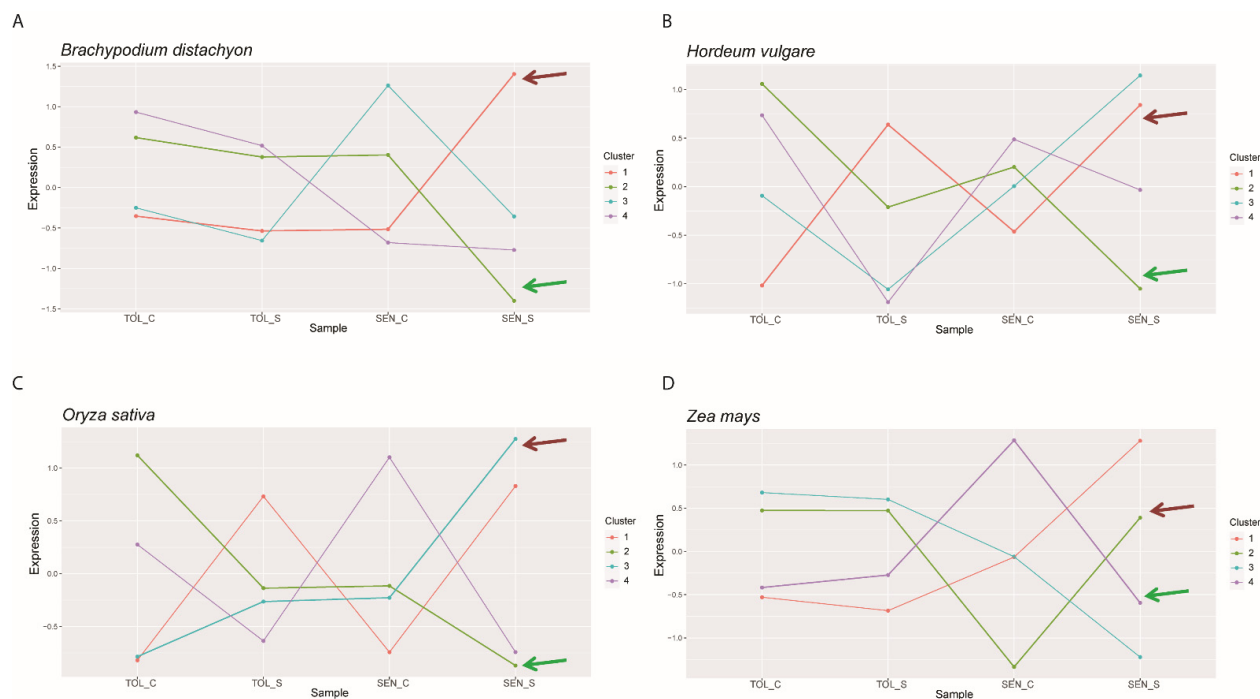 A
Brachypodium distachyon
1.5
1.0
0.5
0.0
−0.5
−1.0
−1.5
Expression
TOL_C TOL_S SEN_C SEN_S
Sample
Cluster
1
2
3
4
B
Hordeum vulgare
1.0
0.5
0.0
−0.5
−1.0
Expression
TOL_C TOL_S SEN_C SEN_S
Sample
Cluster
1
2
3
4
C
Oryza sativa
1.0
0.5
0.0
−0.5
Expression
TOL_C TOL_S SEN_C SEN_S
Sample
Cluster
1
2
3
4
D
Zea mays
1.0
0.5
0.0
−0.5
−1.0
Expression
TOL_C TOL_S SEN_C SEN_S
Sample
Cluster
1
2
3
4